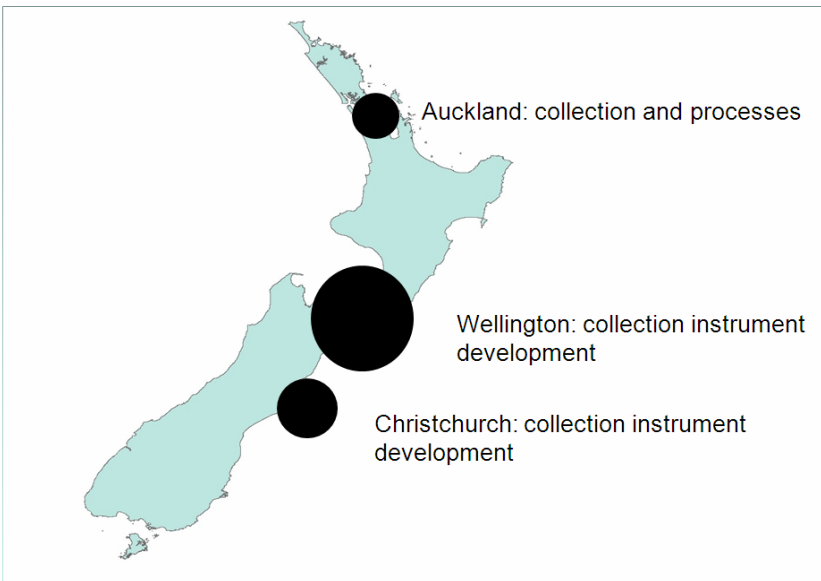 Auckland: collection and processes
Wellington: collection instrument
development
Christchurch: collection instrument
development